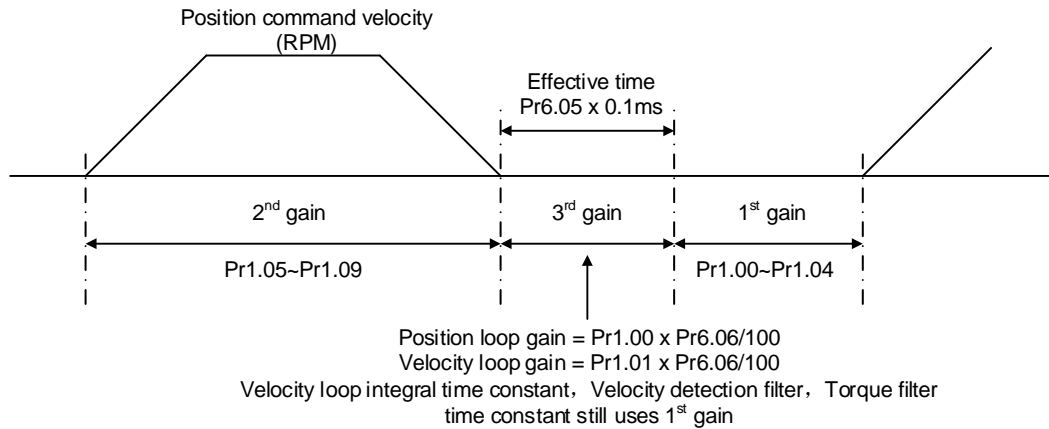 Position command velocity
(RPM)
Effective time
Pr6.05 x 0.1ms
2nd gain
3rd gain
1st gain
Pr1.05~Pr1.09
Pr1.00~Pr1.04
Position loop gain = Pr1.00 x Pr6.06/100
Velocity loop gain = Pr1.01 x Pr6.06/100
Velocity loop integral time constant，Velocity detection filter，Torque filter
time constant still uses 1st gain